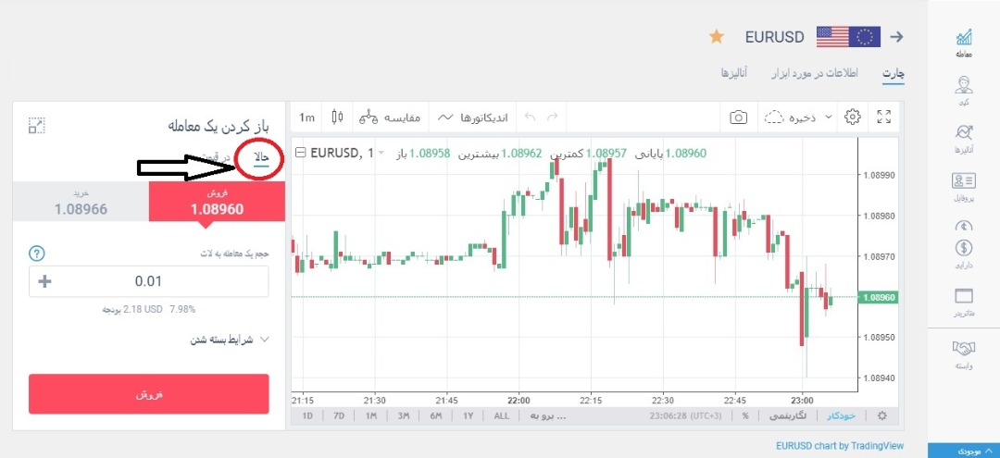 EURUSD
چارت
اطلاعات در مورد ابزار
آنالیزها
معامله
کپی
آنالیزها
پروفایل
دارایی
متاتریدر
وابسته
موجودی
باز کردن یک معامله
حالا
در قیمت
فروش
1.08960
خرید
1.08966
حجم یک معامله به لات
0.01
بودجه 2.18 USD 7.98%
شرایط بسته شدن
فروش
1m
مقایسه
اندیکاتورها
ذخیره
EURUSD, 1
باز 1.08958 بیشترین 1.08962 کمترین 1.08957 پایانی 1.08960
1.08990
1.08980
1.08970
1.08960
1.08950
1.08940
21:15 21:30 21:45 22:00 22:15 22:30 22:45 23:00
1D 7D 1M 3M 6M 1Y ALL
برو به ...
23:06:28 (UTC+3)
%
لگاریتمی
خودکار
EURUSD chart by TradingView